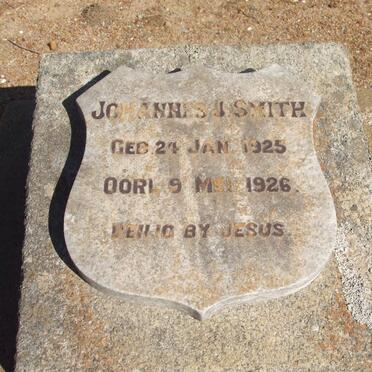 JOHANNES J. SMITH
GEB. 24 JAN. 1925
OORL. 9 MEI 1926.
VEILIG BY JESUS.